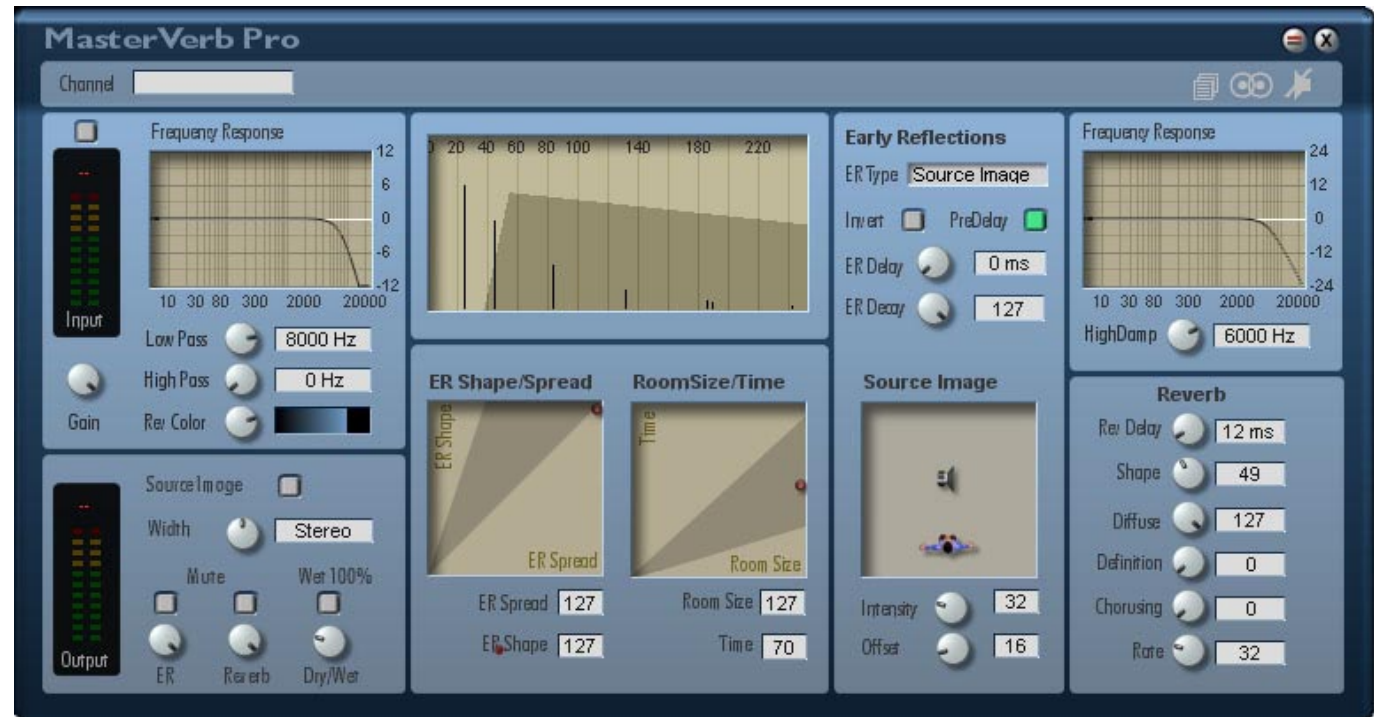 MasterVerb Pro
Channel
Frequency Response
12
6
0
-6
-12
10 30 80 300 2000 20000
--
Input
Low Pass 8000 Hz
High Pass 0 Hz
Rev Color
Gain
SourceImage
Width Stereo
Mute Wet 100%
--
Output
ER Reverb Dry/Wet
0 20 40 60 80 100 140 180 220
ER Shape/Spread
ER Shape
ER Spread
ER Spread 127
ER Shape 127
RoomSize/Time
Time
Room Size
Room Size 127
Time 70
Early Reflections
ER Type Source Image
Invert PreDelay
ER Delay 0 ms
ER Decay 127
Source Image
Intensity 32
Offset 16
Frequency Response
24
12
0
-12
-24
10 30 80 300 2000 20000
HighDamp 6000 Hz
Reverb
Rev Delay 12 ms
Shape 49
Diffuse 127
Definition 0
Chorusing 0
Rate 32